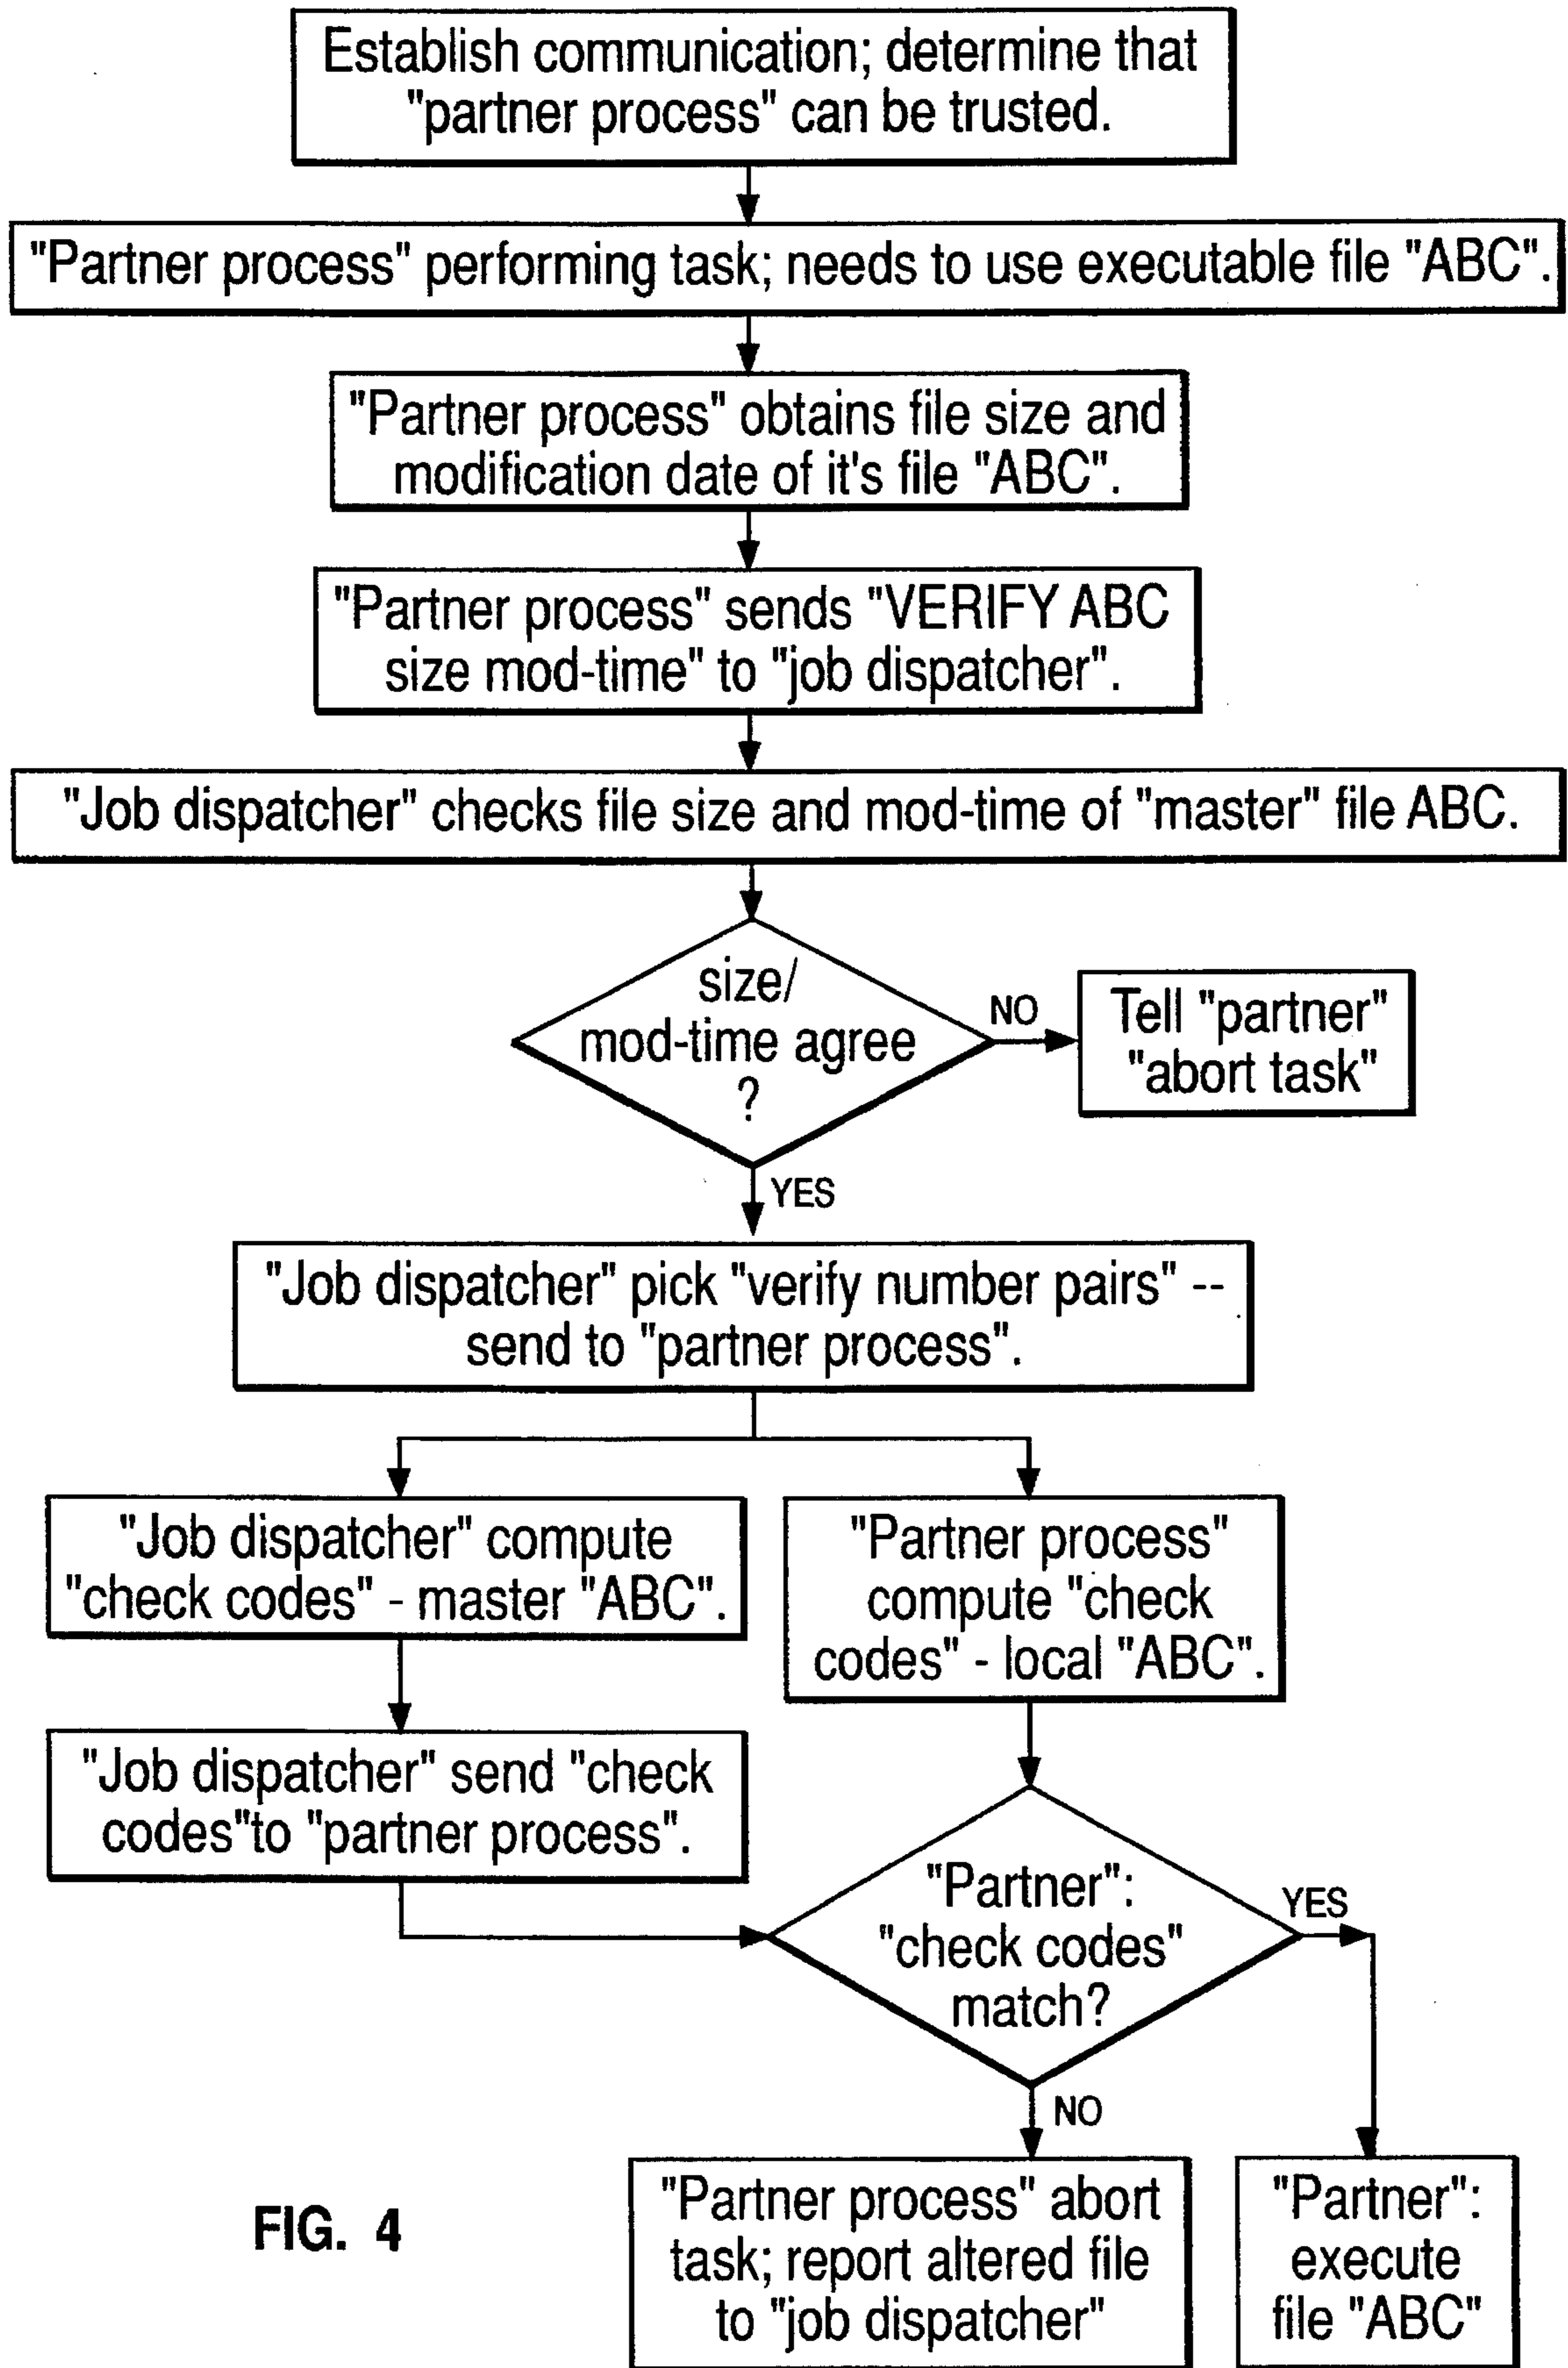 Establish communication; determine that
"partner process" can be trusted.
"Partner process" performing task; needs to use executable file "ABC".
"Partner process" obtains file size and
modification date of it's file "ABC".
"Partner process" sends "VERIFY ABC
size mod-time" to "job dispatcher".
"Job dispatcher" checks file size and mod-time of "master" file ABC.
size/
mod-time agree
?
NO
Tell "partner"
"abort task"
YES
"Job dispatcher" pick "verify number pairs" --
send to "partner process".
"Job dispatcher" compute
"check codes" - master "ABC".
"Partner process"
compute "check
codes" - local "ABC".
"Job dispatcher" send "check
codes"to "partner process".
"Partner":
"check codes"
match?
YES
NO
"Partner process" abort
task; report altered file
to "job dispatcher"
"Partner":
execute
file "ABC"
FIG. 4